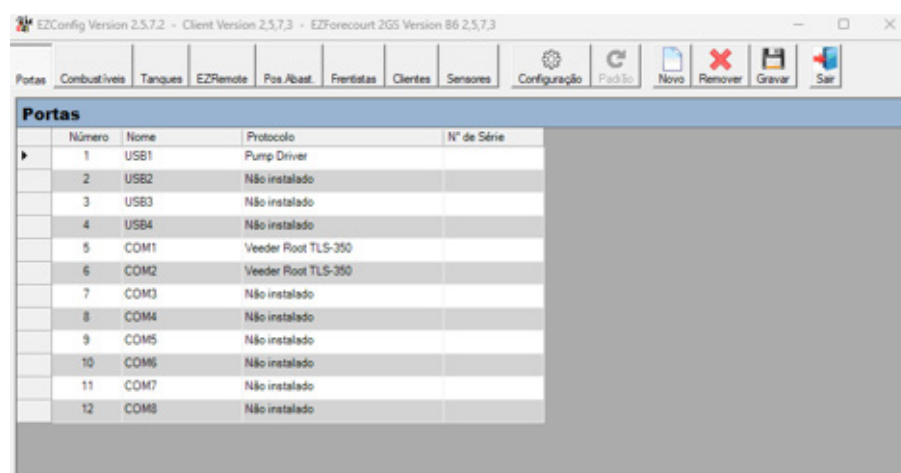 EZConfig Version 2.5.7.2 - Client Version 2,5,7,3 - EZForecourt 2GS Version 86 2,5,7,3
Portas Combustíveis Tanques EZRemote Pos.Abast. Frentistas Clientes Sensores Configuração Padrão Novo Remover Gravar Sair
Portas
Número Nome Protocolo N° de Série
1 USB1 Pump Driver
2 USB2 Não instalado
3 USB3 Não instalado
4 USB4 Não instalado
5 COM1 Veeder Root TLS-350
6 COM2 Veeder Root TLS-350
7 COM3 Não instalado
8 COM4 Não instalado
9 COM5 Não instalado
10 COM6 Não instalado
11 COM7 Não instalado
12 COM8 Não instalado